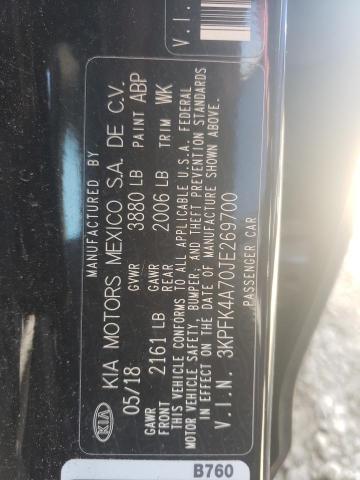 MANUFACTURED BY
KIA KIA MOTORS MEXICO S.A. DE C.V.
05/18 GVWR 3880 LB PAINT ABP
GAWR FRONT 2161 LB GAWR REAR 2006 LB TRIM WK
THIS VEHICLE CONFORMS TO ALL APPLICABLE U.S.A. FEDERAL
MOTOR VEHICLE SAFETY, BUMPER, AND THEFT PREVENTION STANDARDS
IN EFFECT ON THE DATE OF MANUFACTURE SHOWN ABOVE.
V.I.N. 3KPFK4A70JE269700
PASSENGER CAR
V.I.N
B760